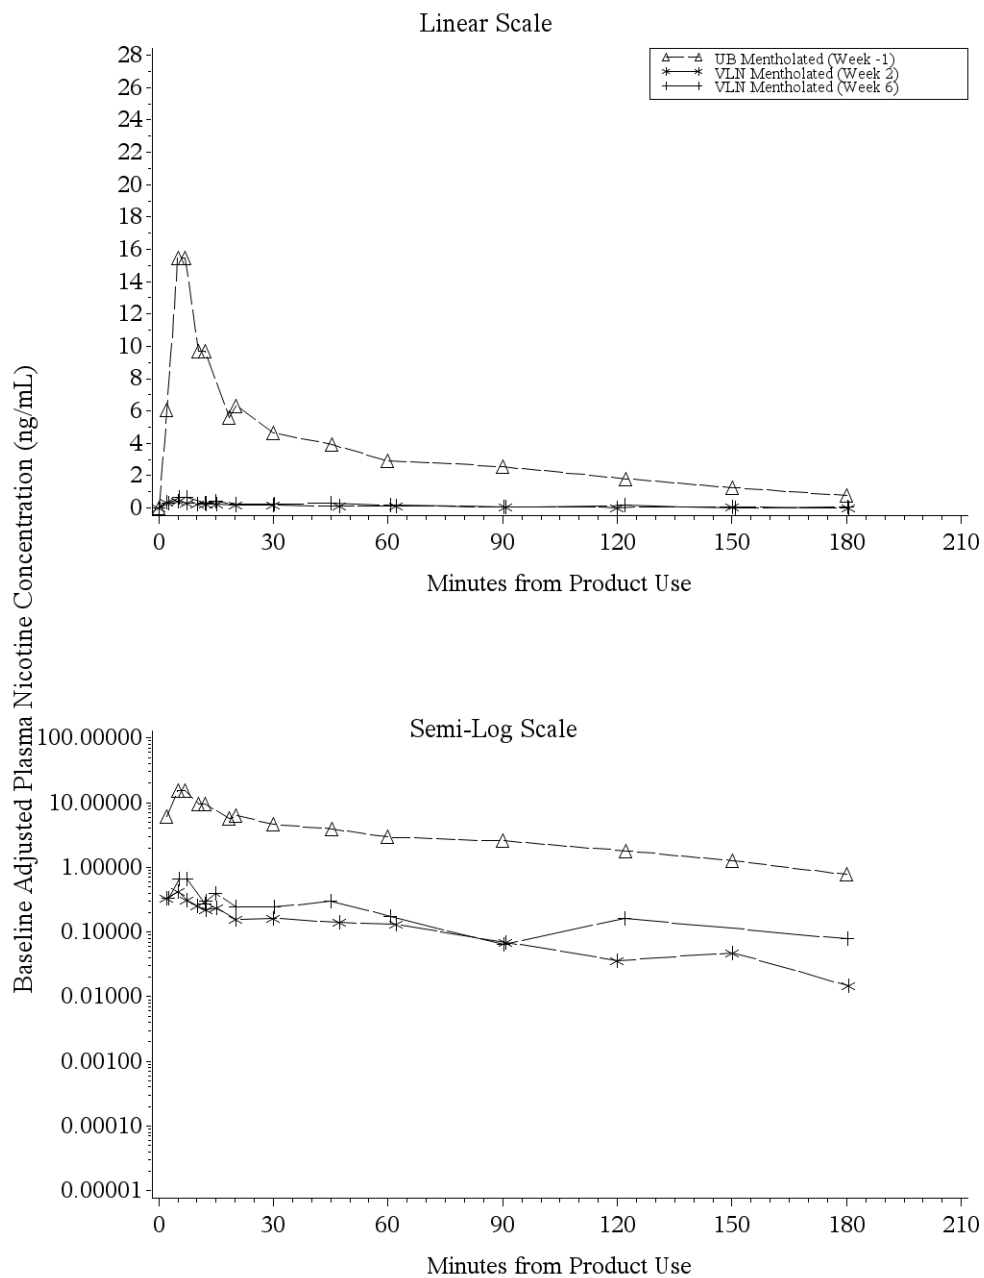 Linear Scale
UB Mentholated (Week -1)
VLN Mentholated (Week 2)
VLN Mentholated (Week 6)
28
26
24
22
20
18
16
14
12
10
8
6
4
2
0
0 30 60 90 120 150 180 210
Minutes from Product Use
Baseline Adjusted Plasma Nicotine Concentration (ng/mL)
Semi-Log Scale
100.00000
10.00000
1.00000
0.10000
0.01000
0.00100
0.00010
0.00001
0 30 60 90 120 150 180 210
Minutes from Product Use